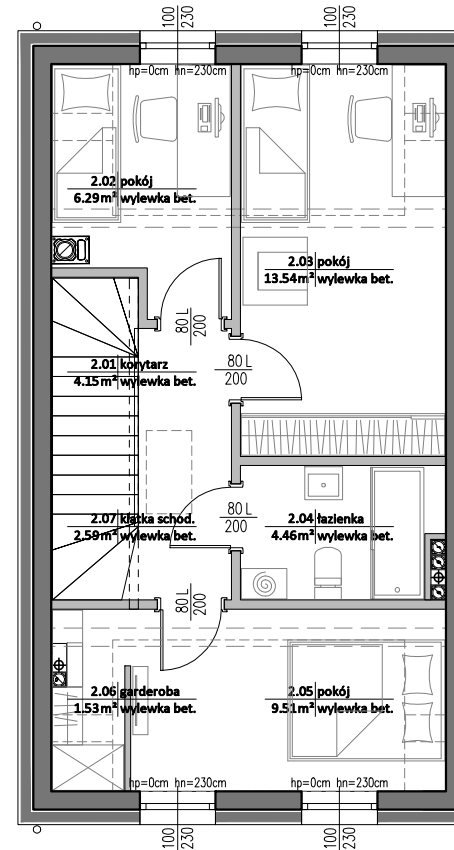 100
230
100
230
hp=0cm hn=230cm
hp=0cm hn=230cm
2.02 pokój
6.29m² wylewka bet.
2.03 pokój
13.54m² wylewka bet.
80 L
200
2.01 korytarz
4.15m² wylewka bet.
80 L
200
2.07 klatka schod.
2.59m² wylewka bet.
80 L
200
2.04 łazienka
4.46m² wylewka bet.
80 L
200
2.06 garderoba
1.53m² wylewka bet.
2.05 pokój
9.51m² wylewka bet.
hp=0cm hn=230cm
hp=0cm hn=230cm
100
230
100
230